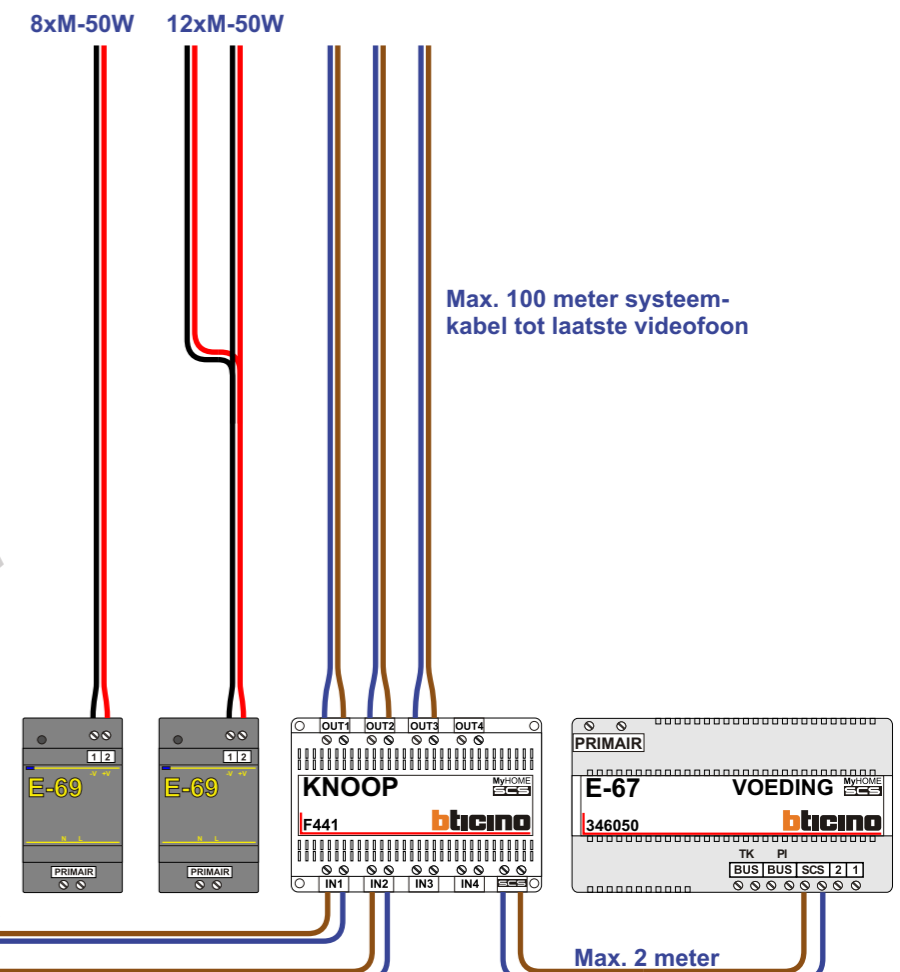 8xM-50W
12xM-50W
Max. 100 meter systeem-
kabel tot laatste videofoon
1 2
-V +V
E-69
N L
PRIMAIR
1 2
-V +V
E-69
N L
PRIMAIR
OUT1 OUT2 OUT3 OUT4
KNOOP
MyHOME
SCS
F441
bticino
IN1 IN2 IN3 IN4 SCS
PRIMAIR
E-67
VOEDING
MyHOME
SCS
346050
bticino
TK PI
BUS BUS SCS 2 1
Max. 2 meter